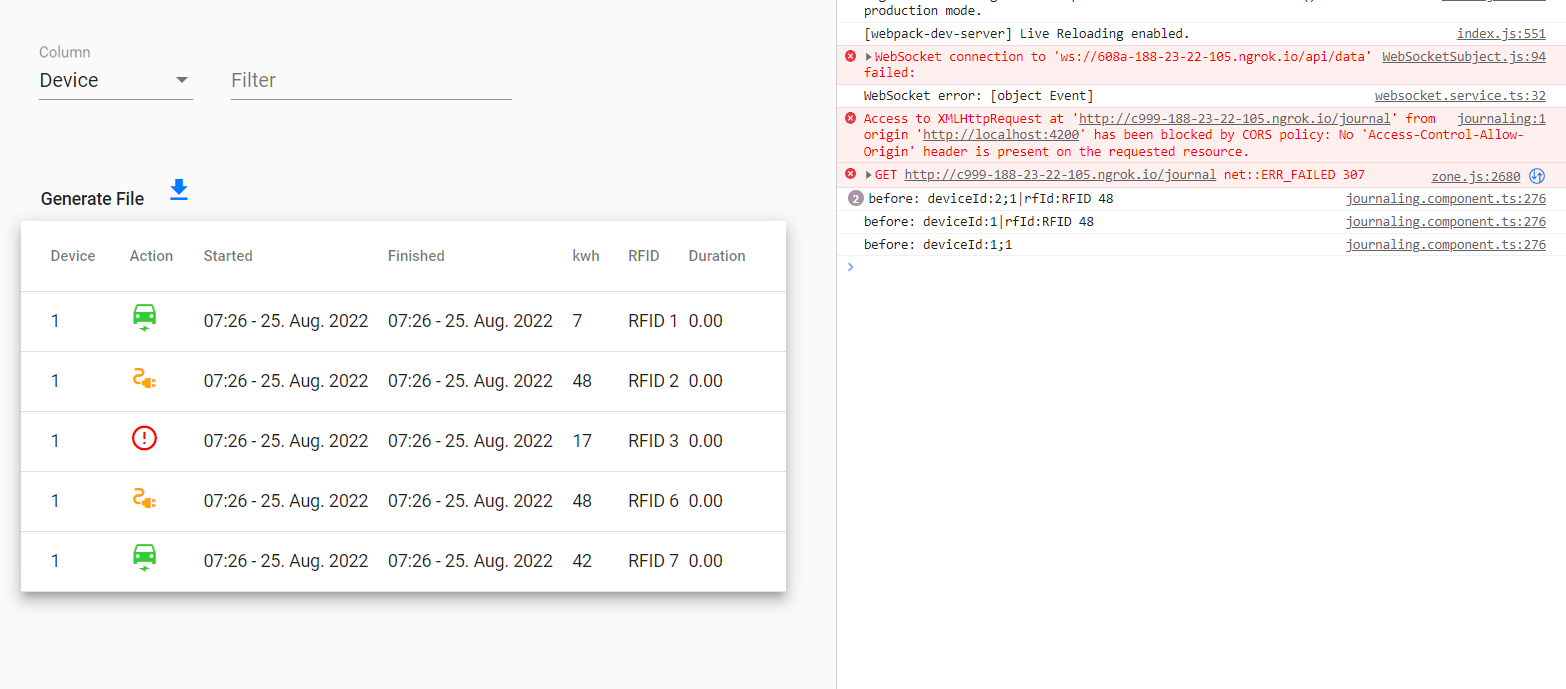 Column
Device
Filter
Generate File
Device Action Started Finished kwh RFID Duration
1 07:26 - 25. Aug. 2022 07:26 - 25. Aug. 2022 7 RFID 1 0.00
1 07:26 - 25. Aug. 2022 07:26 - 25. Aug. 2022 48 RFID 2 0.00
1 07:26 - 25. Aug. 2022 07:26 - 25. Aug. 2022 17 RFID 3 0.00
1 07:26 - 25. Aug. 2022 07:26 - 25. Aug. 2022 48 RFID 6 0.00
1 07:26 - 25. Aug. 2022 07:26 - 25. Aug. 2022 42 RFID 7 0.00
production mode.
[webpack-dev-server] Live Reloading enabled. index.js:551
WebSocket connection to 'ws://608a-188-23-22-105.ngrok.io/api/data' WebSocketSubject.js:94
failed:
WebSocket error: [object Event] websocket.service.ts:32
Access to XMLHttpRequest at 'http://c999-188-23-22-105.ngrok.io/journal' from journaling:1
origin 'http://localhost:4200' has been blocked by CORS policy: No 'Access-Control-Allow-
Origin' header is present on the requested resource.
GET http://c999-188-23-22-105.ngrok.io/journal net::ERR_FAILED 307 zone.js:2680
2 before: deviceId:2;1|rfId:RFID 48 journaling.component.ts:276
before: deviceId:1|rfId:RFID 48 journaling.component.ts:276
before: deviceId:1;1 journaling.component.ts:276